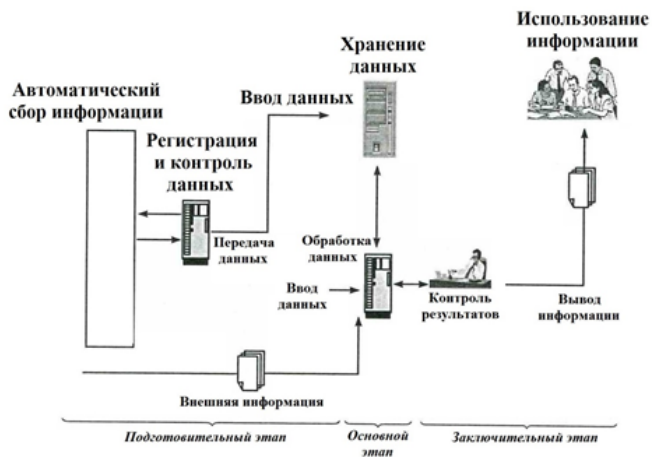 Автоматический
сбор информации
Регистрация
и контроль
данных
Передача
данных
Ввод данных
Хранение
данных
Обработка
данных
Ввод
данных
Внешняя информация
Контроль
результатов
Использование
информации
Вывод
информации
Подготовительный этап
Основной
этап
Заключительный этап